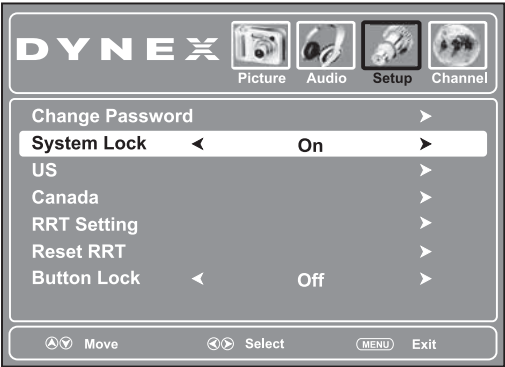 DYNEX
Picture Audio Setup Channel
Change Password
System Lock On
US
Canada
RRT Setting
Reset RRT
Button Lock Off
Move Select MENU Exit